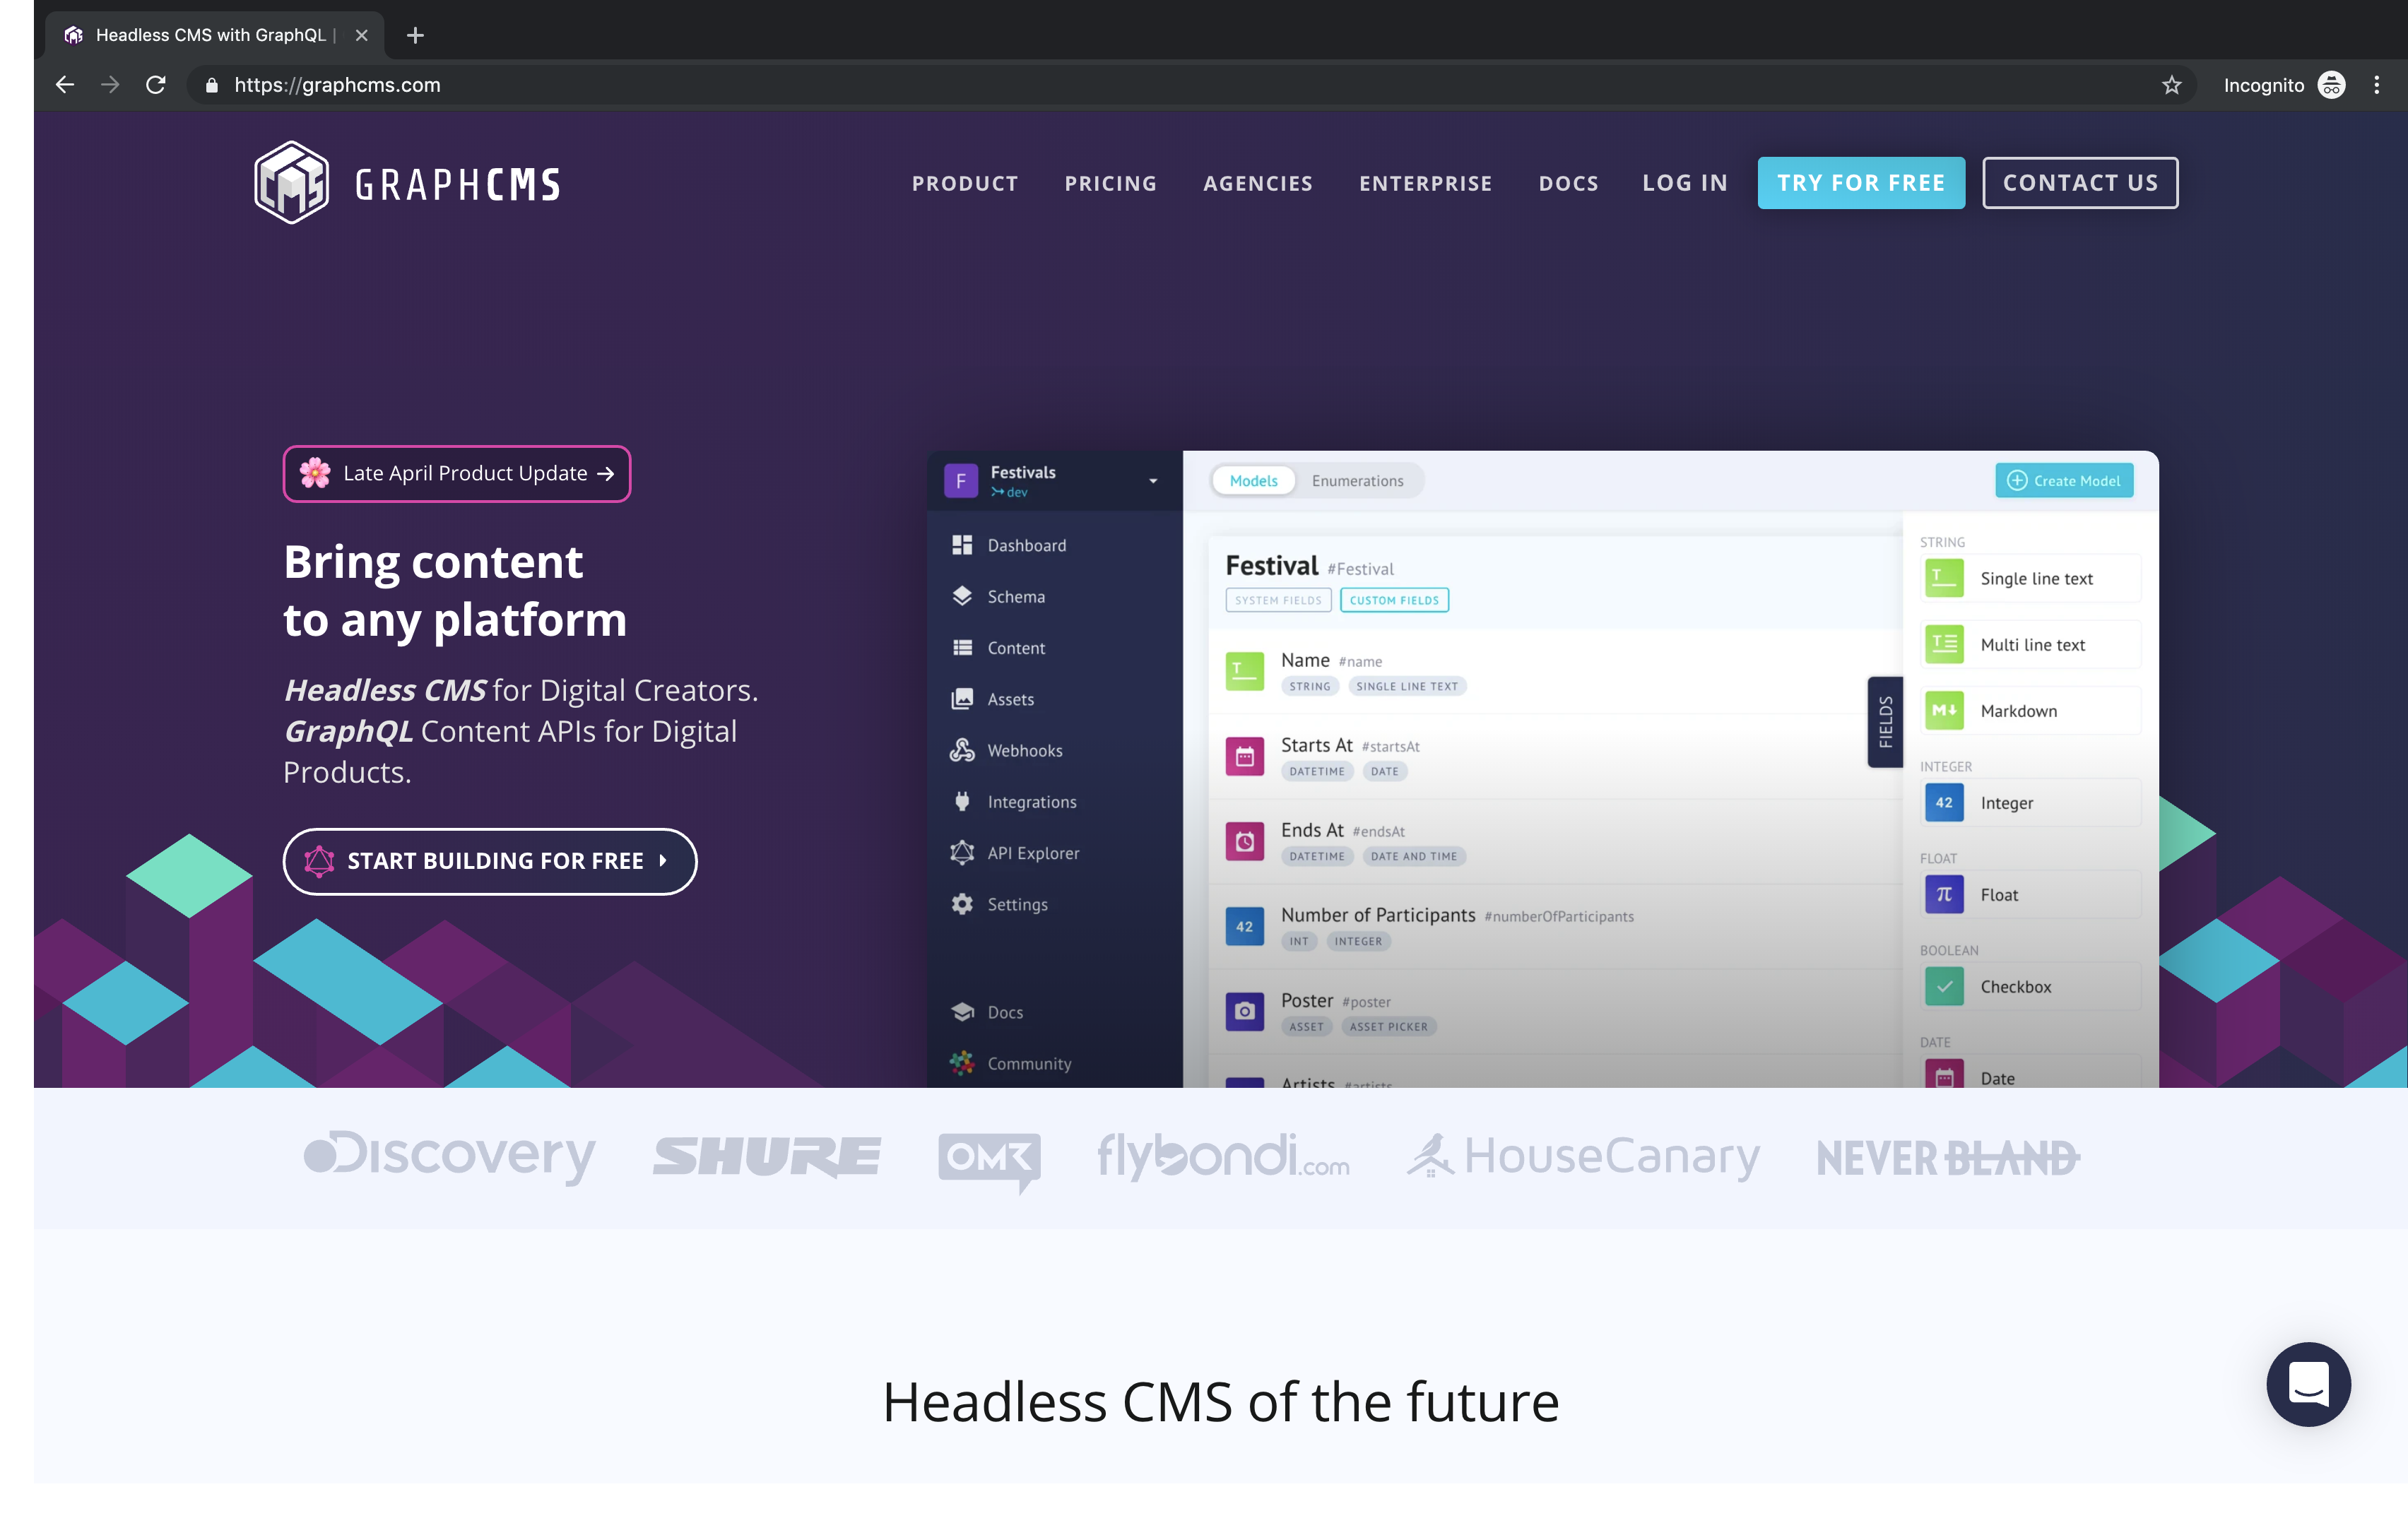 Headless CMS with GraphQL |
https://graphcms.com
Incognito
CMS
GRAPHCMS
PRODUCT
PRICING
AGENCIES
ENTERPRISE
DOCS
LOG IN
TRY FOR FREE
CONTACT US
🌸 Late April Product Update →
Bring content
to any platform
Headless CMS for Digital Creators.
GraphQL Content APIs for Digital
Products.
START BUILDING FOR FREE
F
Festivals
dev
Dashboard
Schema
Content
Assets
Webhooks
Integrations
API Explorer
Settings
Docs
Community
Models
Enumerations
Create Model
Festival #Festival
SYSTEM FIELDS
CUSTOM FIELDS
T
Name #name
STRING
SINGLE LINE TEXT
Starts At #startsAt
DATETIME
DATE
Ends At #endsAt
DATETIME
DATE AND TIME
42
Number of Participants #numberOfParticipants
INT
INTEGER
Poster #poster
ASSET
ASSET PICKER
Artists #artists
FIELDS
STRING
T
Single line text
T
Multi line text
M
Markdown
INTEGER
42
Integer
FLOAT
π
Float
BOOLEAN
Checkbox
DATE
Date
Discovery
SHURE
OMR
flybondi.com
HouseCanary
NEVER BLAND
Headless CMS of the future